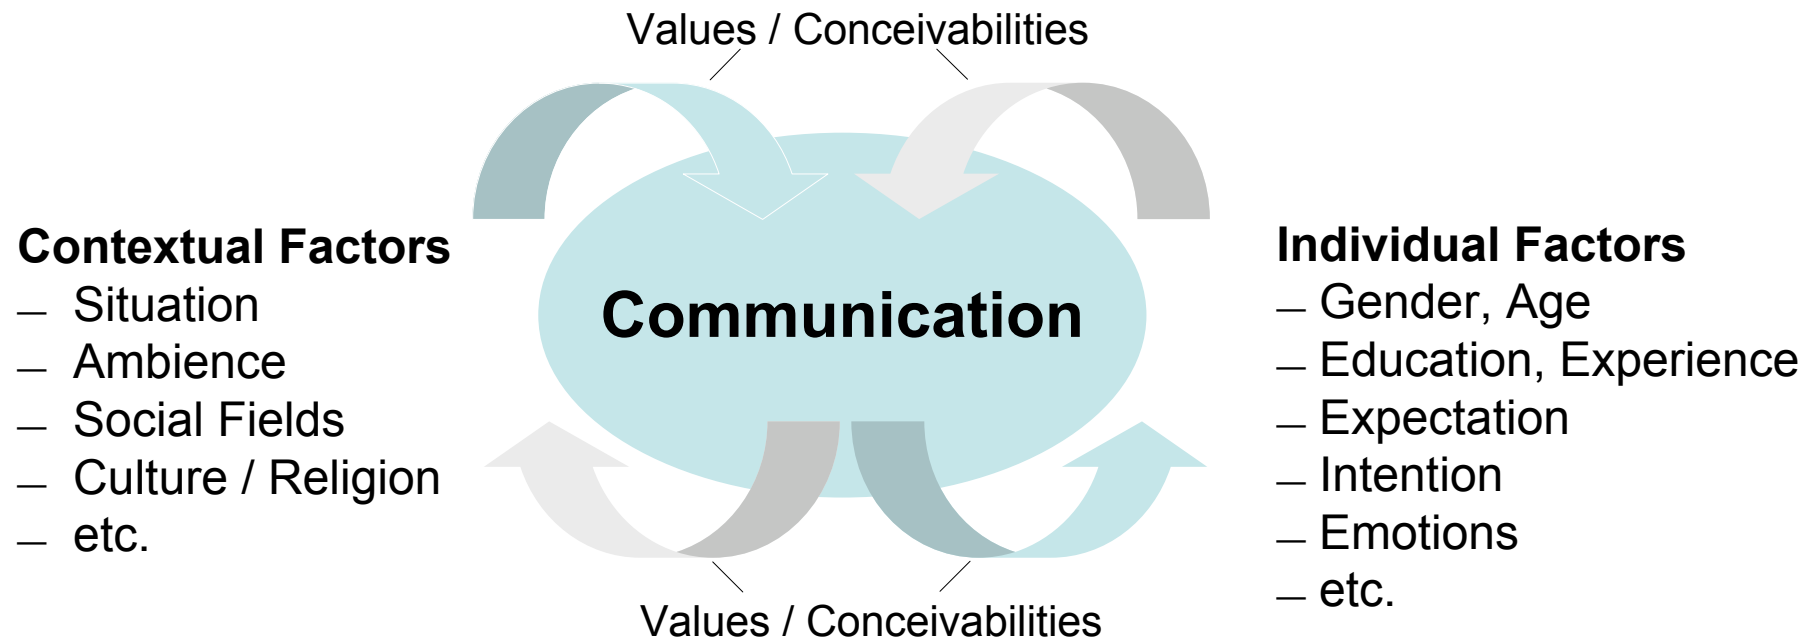 Values / Conceivabilities
Contextual Factors
— Situation
— Ambience
— Social Fields
— Culture / Religion
— etc.
Communication
Individual Factors
— Gender, Age
— Education, Experience
— Expectation
— Intention
— Emotions
— etc.
Values / Conceivabilities